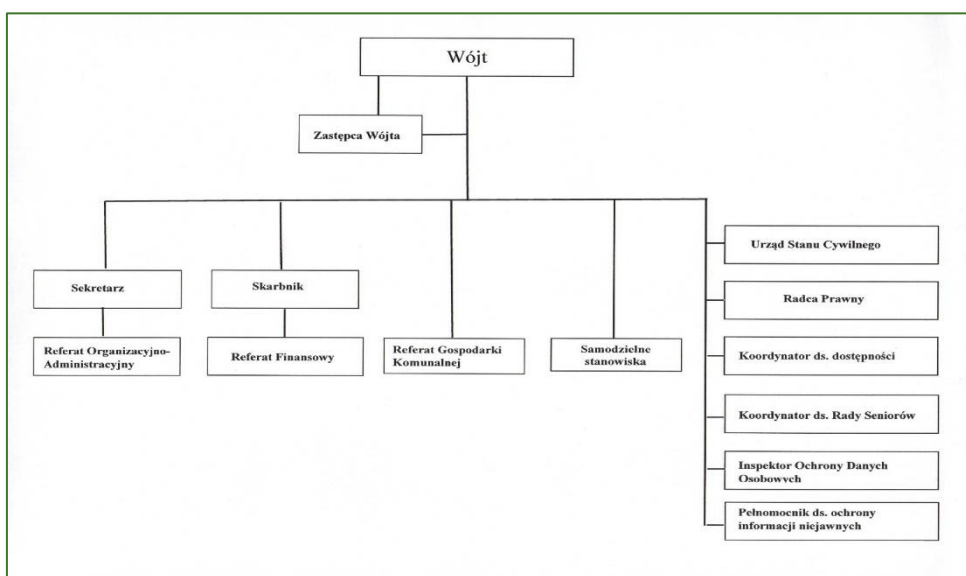 Wójt
Zastępca Wójta
Sekretarz
Skarbnik
Referat Organizacyjno-
Administracyjny
Referat Finansowy
Referat Gospodarki
Komunalnej
Samodzielne
stanowiska
Urząd Stanu Cywilnego
Radca Prawny
Koordynator ds. dostępności
Koordynator ds. Rady Seniorów
Inspektor Ochrony Danych
Osobowych
Pełnomocnik ds. ochrony
informacji niejawnych